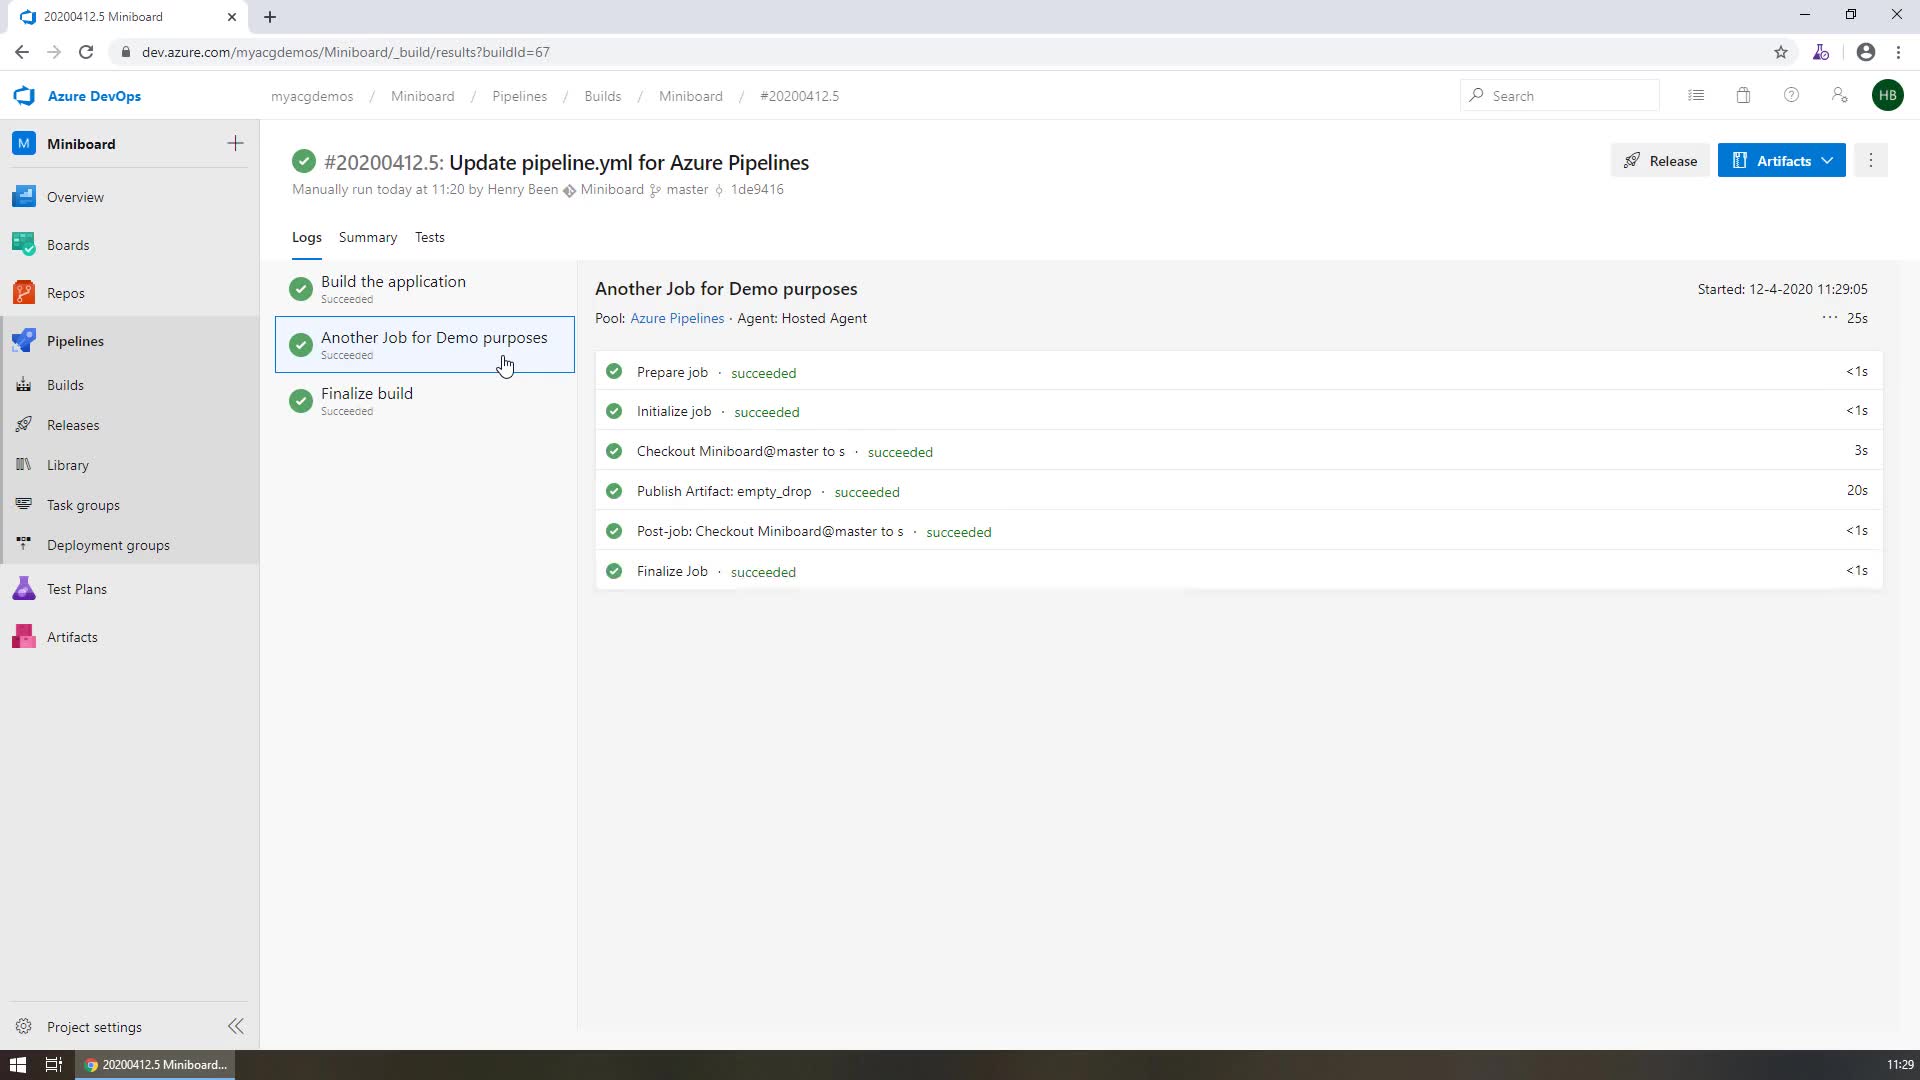 20200412.5 Miniboard
dev.azure.com/myacgdemos/Miniboard/_build/results?buildId=67
Azure DevOps
myacgdemos / Miniboard / Pipelines / Builds / Miniboard / #20200412.5
Search
HB
M Miniboard
Overview
Boards
Repos
Pipelines
Builds
Releases
Library
Task groups
Deployment groups
Test Plans
Artifacts
Project settings
#20200412.5: Update pipeline.yml for Azure Pipelines
Manually run today at 11:20 by Henry Been Miniboard master 1de9416
Release
Artifacts
Logs Summary Tests
Build the application
Succeeded
Another Job for Demo purposes
Succeeded
Finalize build
Succeeded
Another Job for Demo purposes
Started: 12-4-2020 11:29:05
Pool: Azure Pipelines · Agent: Hosted Agent
··· 25s
Prepare job · succeeded <1s
Initialize job · succeeded <1s
Checkout Miniboard@master to s · succeeded 3s
Publish Artifact: empty_drop · succeeded 20s
Post-job: Checkout Miniboard@master to s · succeeded <1s
Finalize Job · succeeded <1s
20200412.5 Miniboard...
11:29